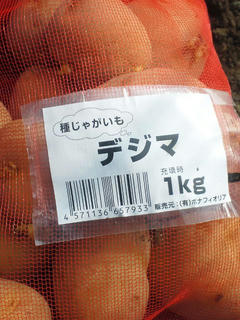 種じゃがいも
デジマ
充填時
1kg
4 571136 657933
販売元:(有)ボナフィオリア